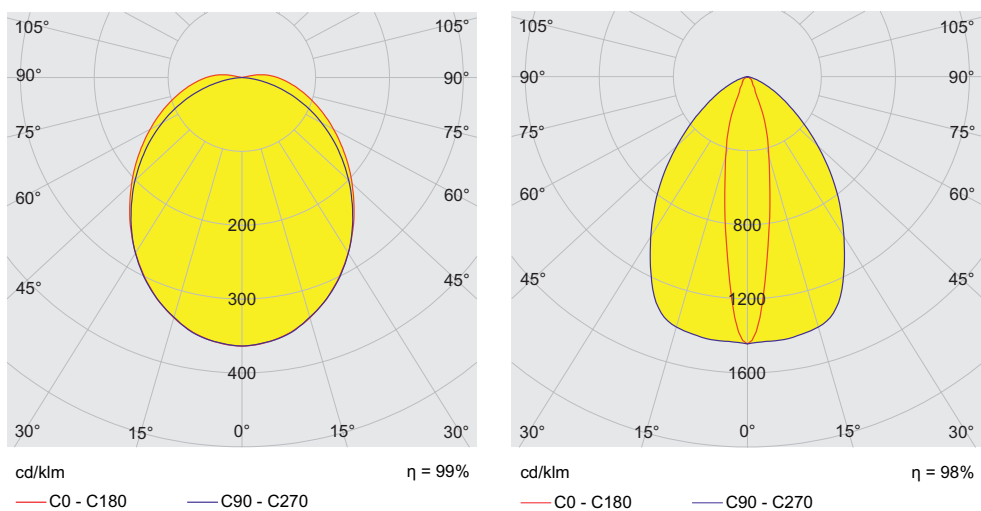 105° 105°
90° 90°
75° 75°
60° 60°
200
45° 45°
300
400
30° 15° 0° 15° 30°
cd/klm η = 99%
C0 - C180 C90 - C270
105° 105°
90° 90°
75° 75°
60° 60°
800
45° 45°
1200
1600
30° 15° 0° 15° 30°
cd/klm η = 98%
C0 - C180 C90 - C270